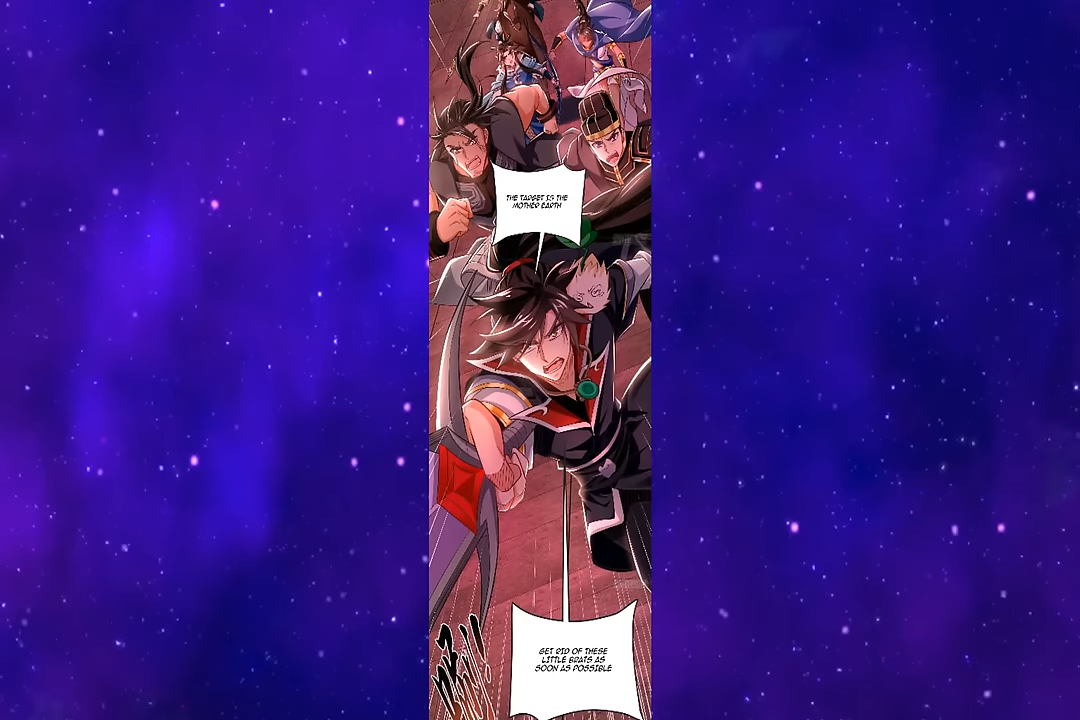 THE TARGET IS THE
MOTHER EARTH
GET RID OF THESE
LITTLE BRATS AS
SOON AS POSSIBLE